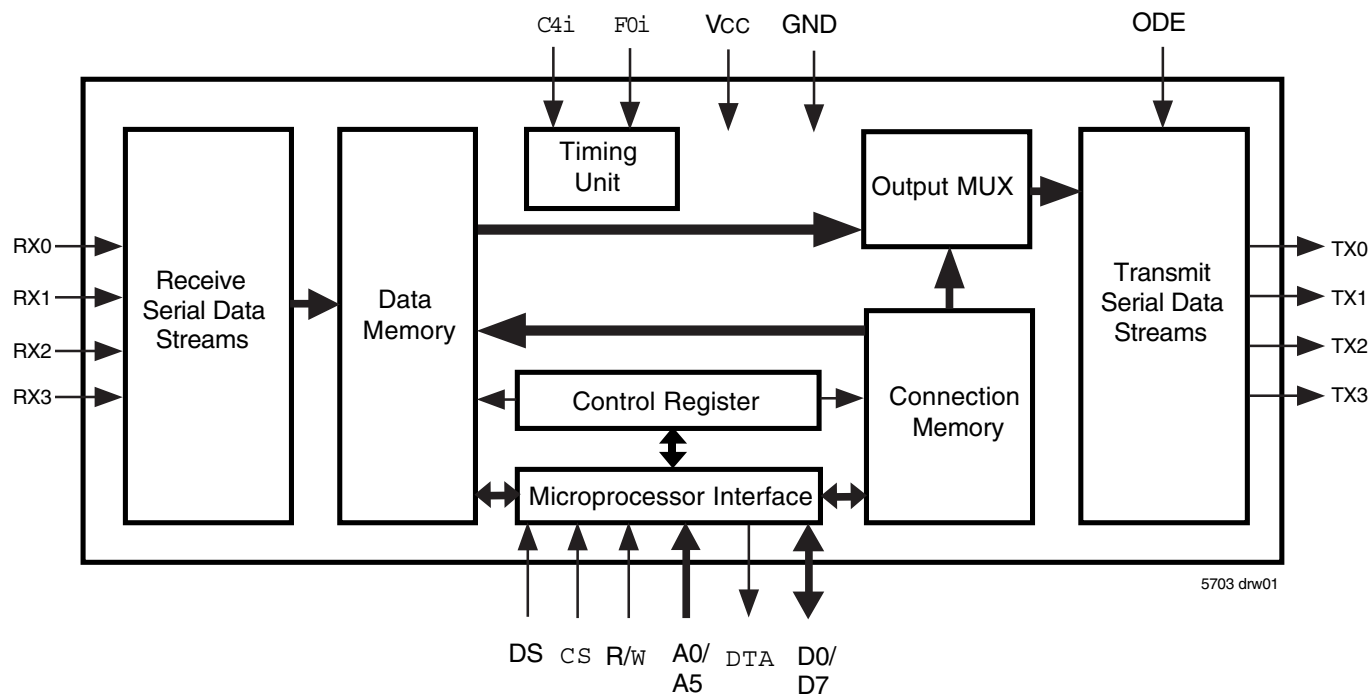 C4i F0i VCC GND ODE
Timing
Unit
Output MUX
RX0
RX1
RX2
RX3
Receive
Serial Data
Streams
Data
Memory
Transmit
Serial Data
Streams
TX0
TX1
TX2
TX3
Control Register
Connection
Memory
Microprocessor Interface
5703 drw01
DS CS R/W A0/ DTA D0/
A5 D7